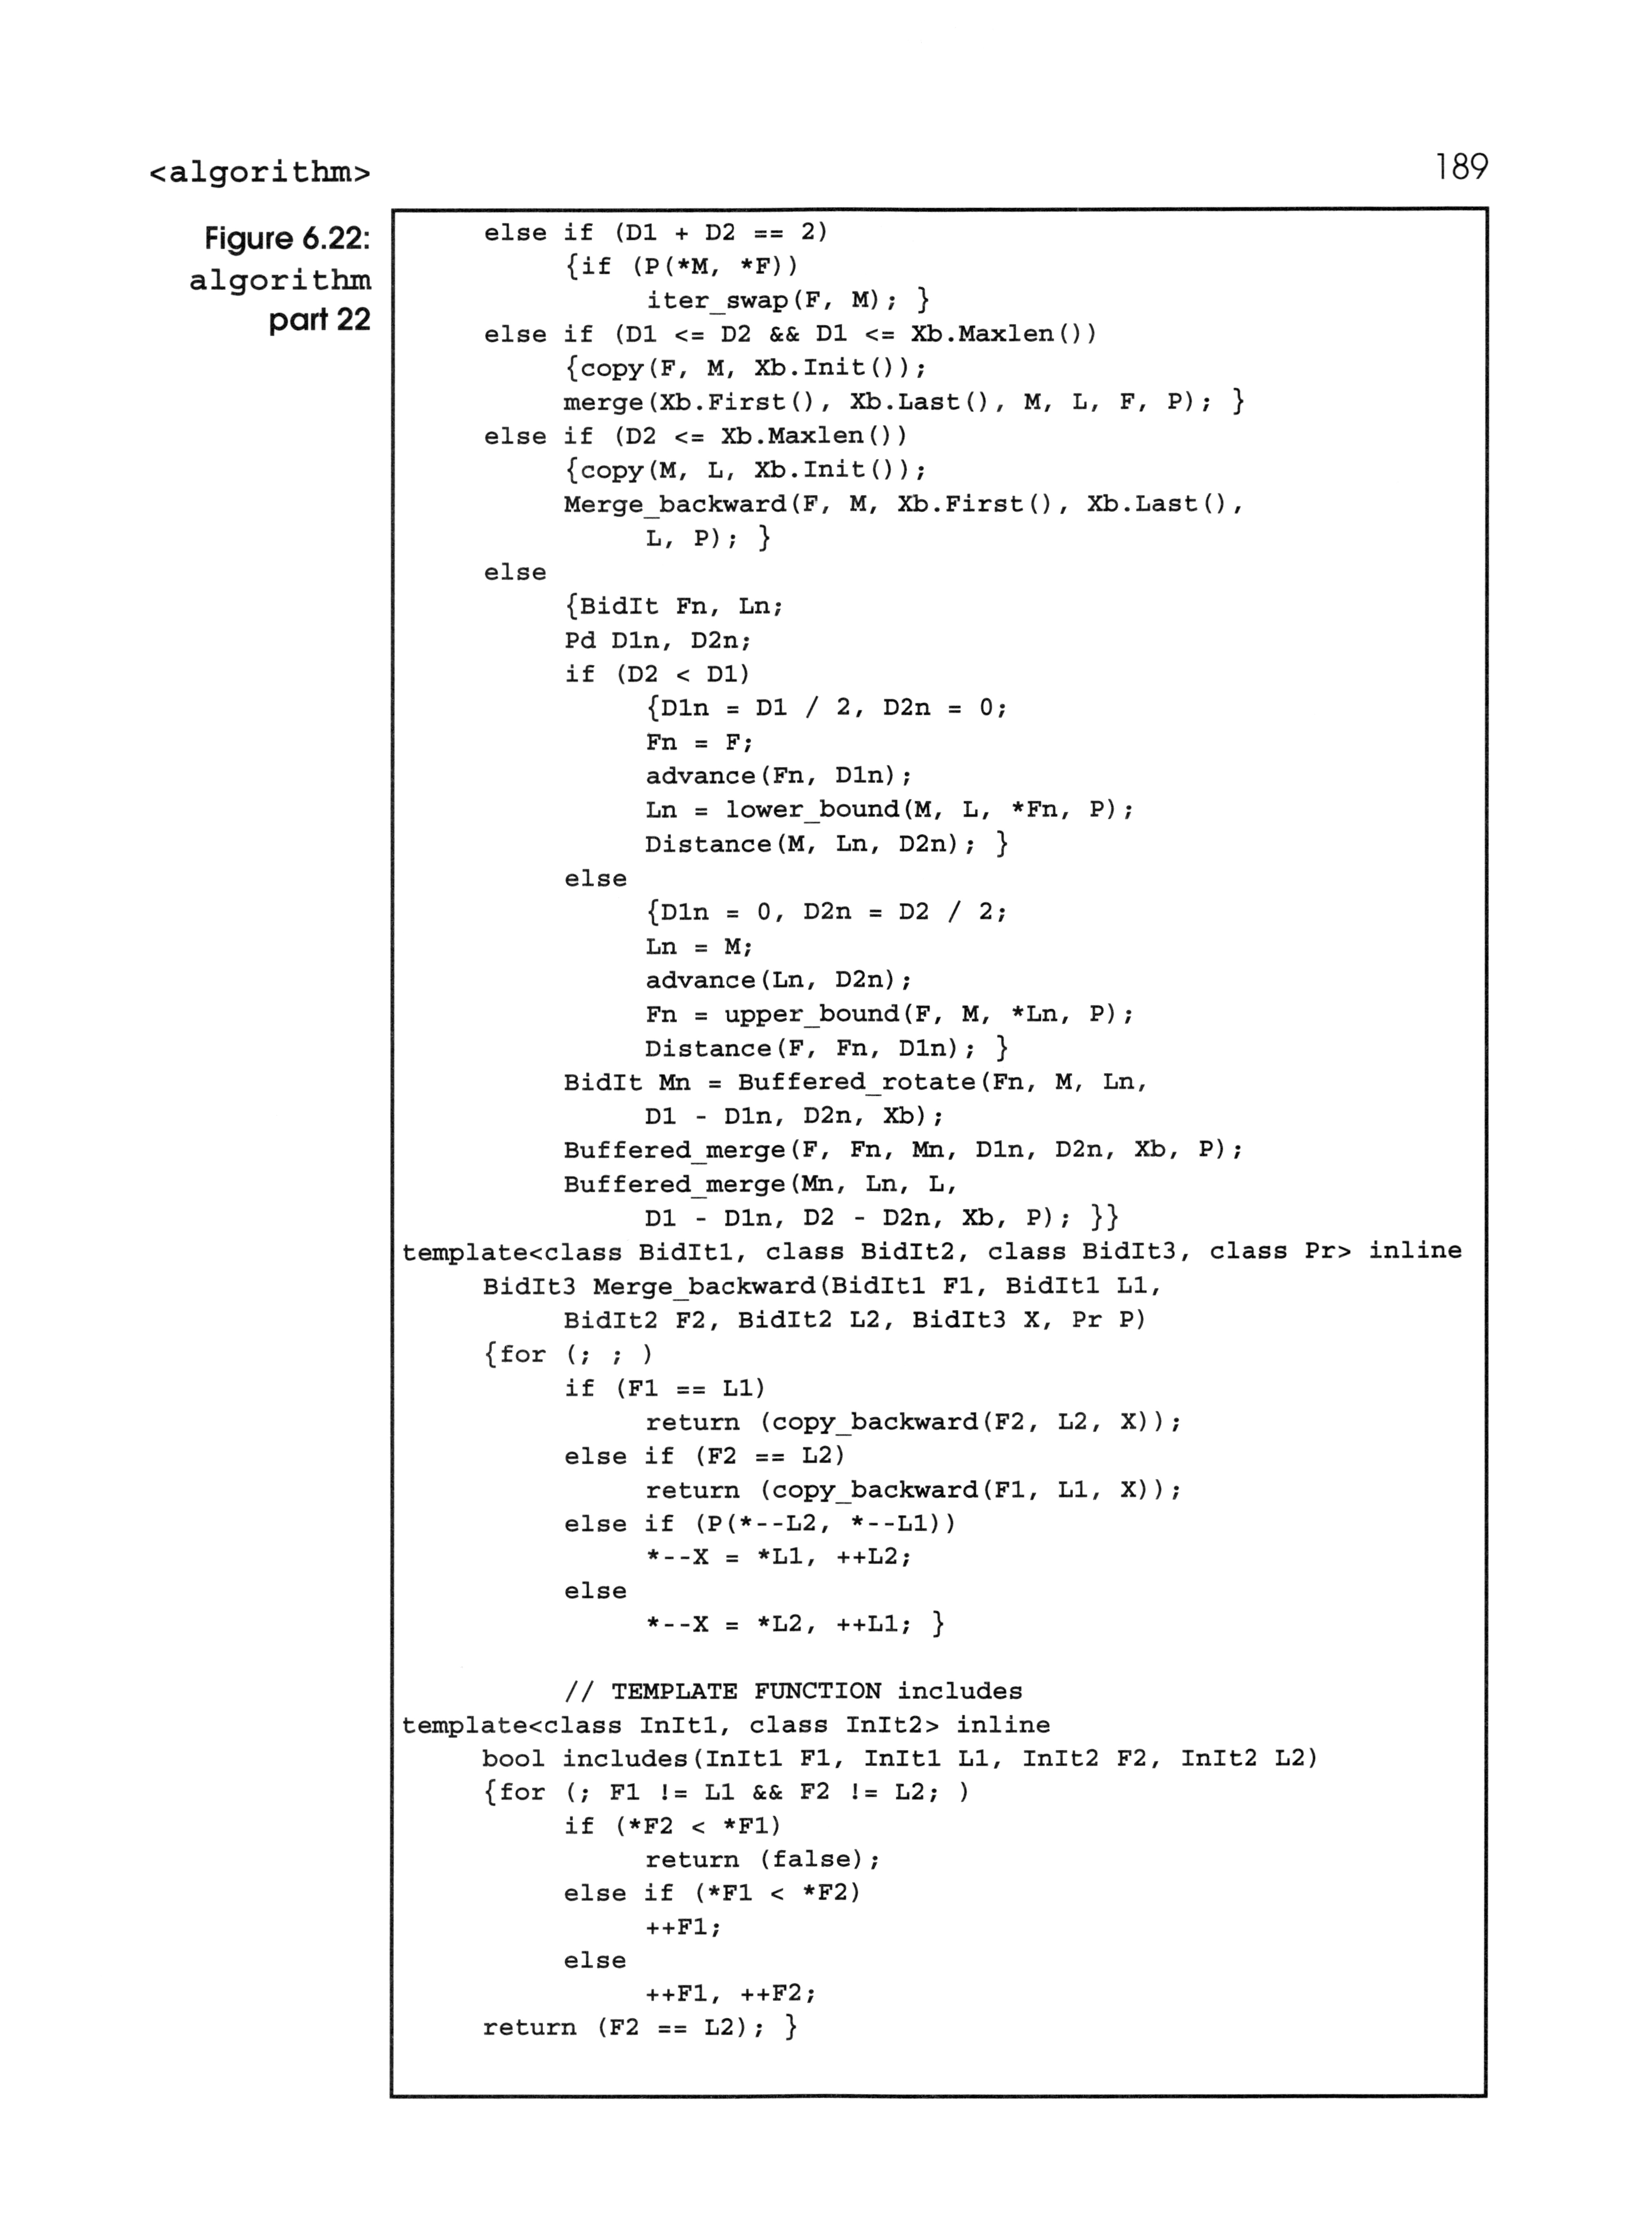 <algorithm>
189
Figure 6.22:
algorithm
part 22
else if (D1 + D2 == 2)
{if (P(*M, *F))
iter_swap(F, M); }
else if (D1 <= D2 && D1 <= Xb.Maxlen())
{copy(F, M, Xb.Init());
merge(Xb.First(), Xb.Last(), M, L, F, P); }
else if (D2 <= Xb.Maxlen())
{copy(M, L, Xb.Init());
Merge_backward(F, M, Xb.First(), Xb.Last(),
L, P); }
else
{BidIt Fn, Ln;
Pd D1n, D2n;
if (D2 < D1)
{D1n = D1 / 2, D2n = 0;
Fn = F;
advance(Fn, D1n);
Ln = lower_bound(M, L, *Fn, P);
Distance(M, Ln, D2n); }
else
{D1n = 0, D2n = D2 / 2;
Ln = M;
advance(Ln, D2n);
Fn = upper_bound(F, M, *Ln, P);
Distance(F, Fn, D1n); }
BidIt Mn = Buffered_rotate(Fn, M, Ln,
D1 - D1n, D2n, Xb);
Buffered_merge(F, Fn, Mn, D1n, D2n, Xb, P);
Buffered_merge(Mn, Ln, L,
D1 - D1n, D2 - D2n, Xb, P); }}
template<class BidIt1, class BidIt2, class BidIt3, class Pr> inline
BidIt3 Merge_backward(BidIt1 F1, BidIt1 L1,
BidIt2 F2, BidIt2 L2, BidIt3 X, Pr P)
{for (; ; )
if (F1 == L1)
return (copy_backward(F2, L2, X));
else if (F2 == L2)
return (copy_backward(F1, L1, X));
else if (P(*--L2, *--L1))
*--X = *L1, ++L2;
else
*--X = *L2, ++L1; }
// TEMPLATE FUNCTION includes
template<class InIt1, class InIt2> inline
bool includes(InIt1 F1, InIt1 L1, InIt2 F2, InIt2 L2)
{for (; F1 != L1 && F2 != L2; )
if (*F2 < *F1)
return (false);
else if (*F1 < *F2)
++F1;
else
++F1, ++F2;
return (F2 == L2); }